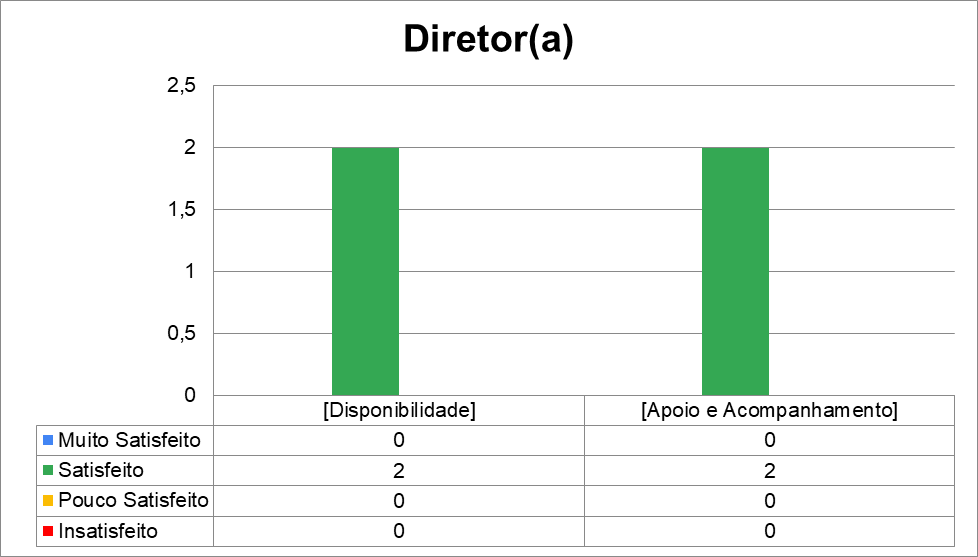 Diretor(a)
2,5
2
1,5
1
0,5
0
[Disponibilidade] [Apoio e Acompanhamento]
Muito Satisfeito 0 0
Satisfeito 2 2
Pouco Satisfeito 0 0
Insatisfeito 0 0